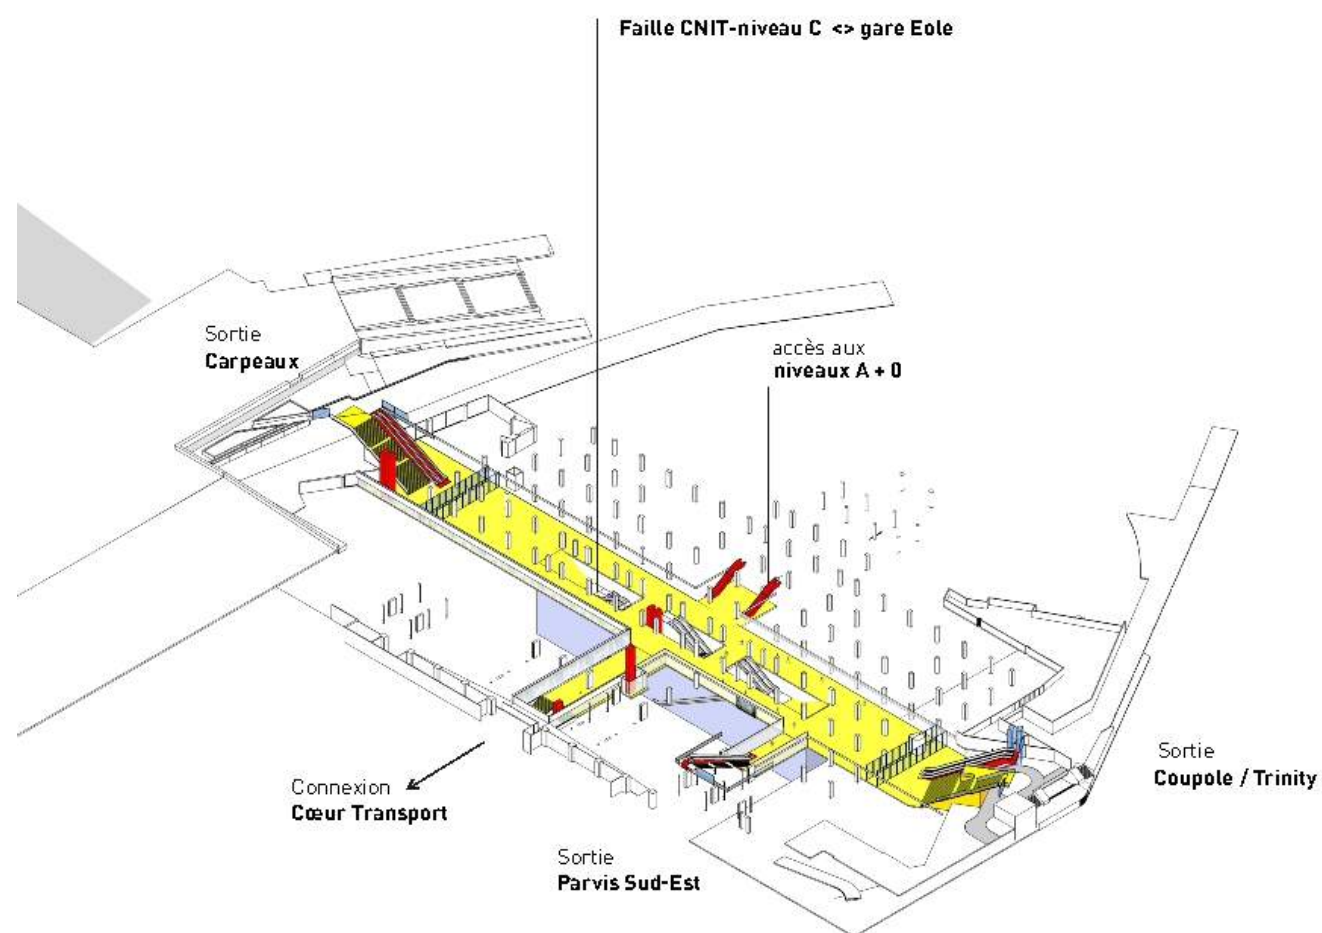 Faille CNIT-niveau C <> gare Eole
Sortie
Carpeaux
accès aux
niveaux A + 0
Sortie
Coupole / Trinity
Connexion
Cœur Transport
Sortie
Parvis Sud-Est